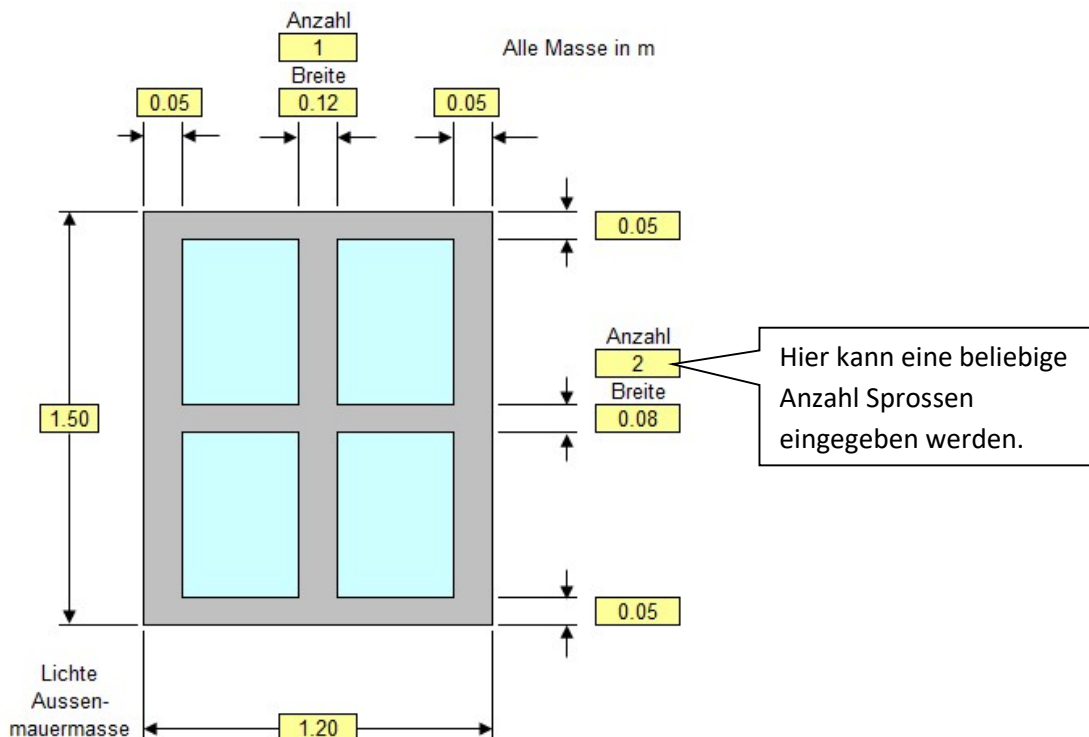 Anzahl
1
Alle Masse in m
Breite
0.05
0.12
0.05
0.05
Anzahl
2
Hier kann eine beliebige
Anzahl Sprossen
eingegeben werden.
Breite
1.50
0.08
0.05
Lichte
Aussen-
mauermasse
1.20